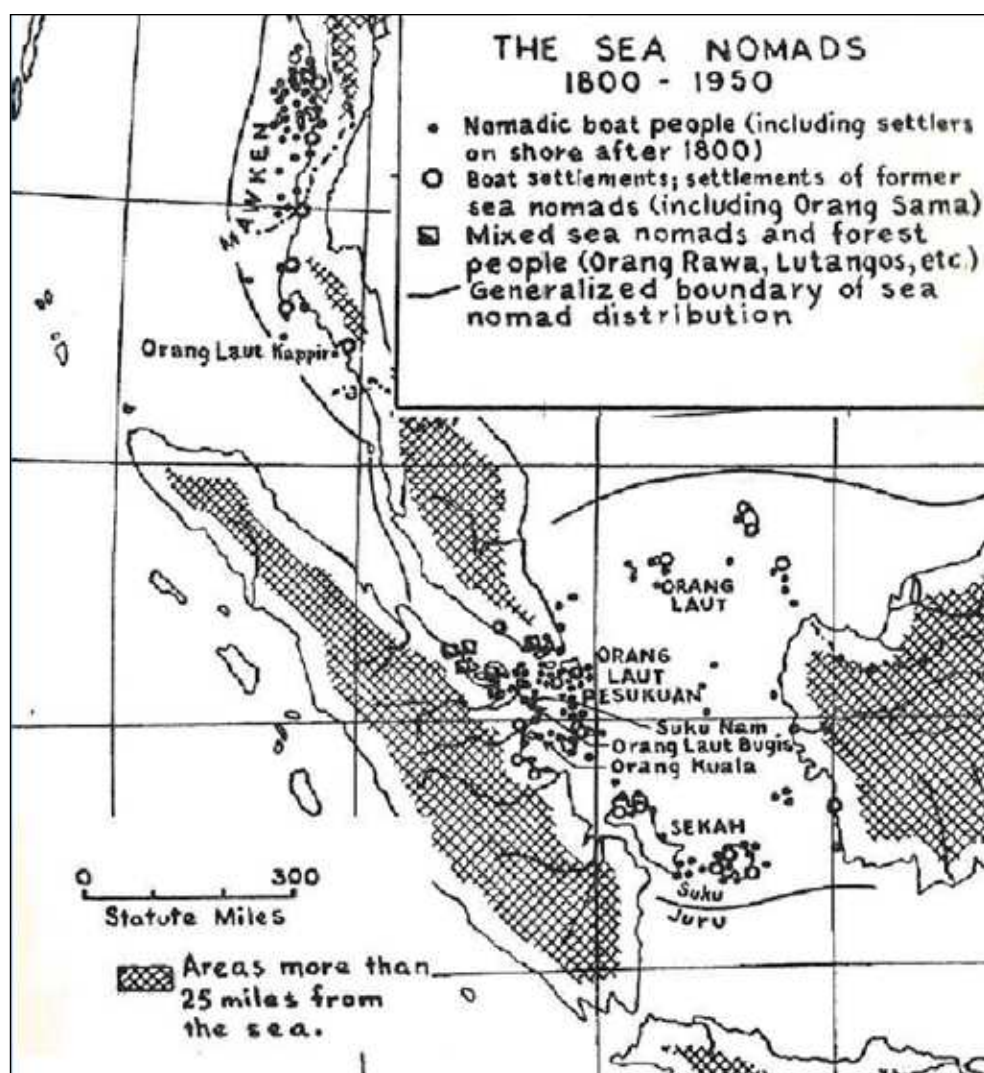 THE SEA NOMADS
1800 - 1950
Nomadic boat people (including settlers
on shore after 1800)
Boat settlements; settlements of former
sea nomads (including Orang Sama)
Mixed sea nomads and forest
people (Orang Rawa, Lutangos, etc.)
Generalized boundary of sea
nomad distribution
MAWKEN
Orang Laut Kappir
ORANG
LAUT
ORANG
LAUT
BESUKUAN
Suku Nam
Orang Laut Bugis
Orang Kuala
SEKAH
Suku
Juru
0 300
Statute Miles
Areas more than
25 miles from
the sea.